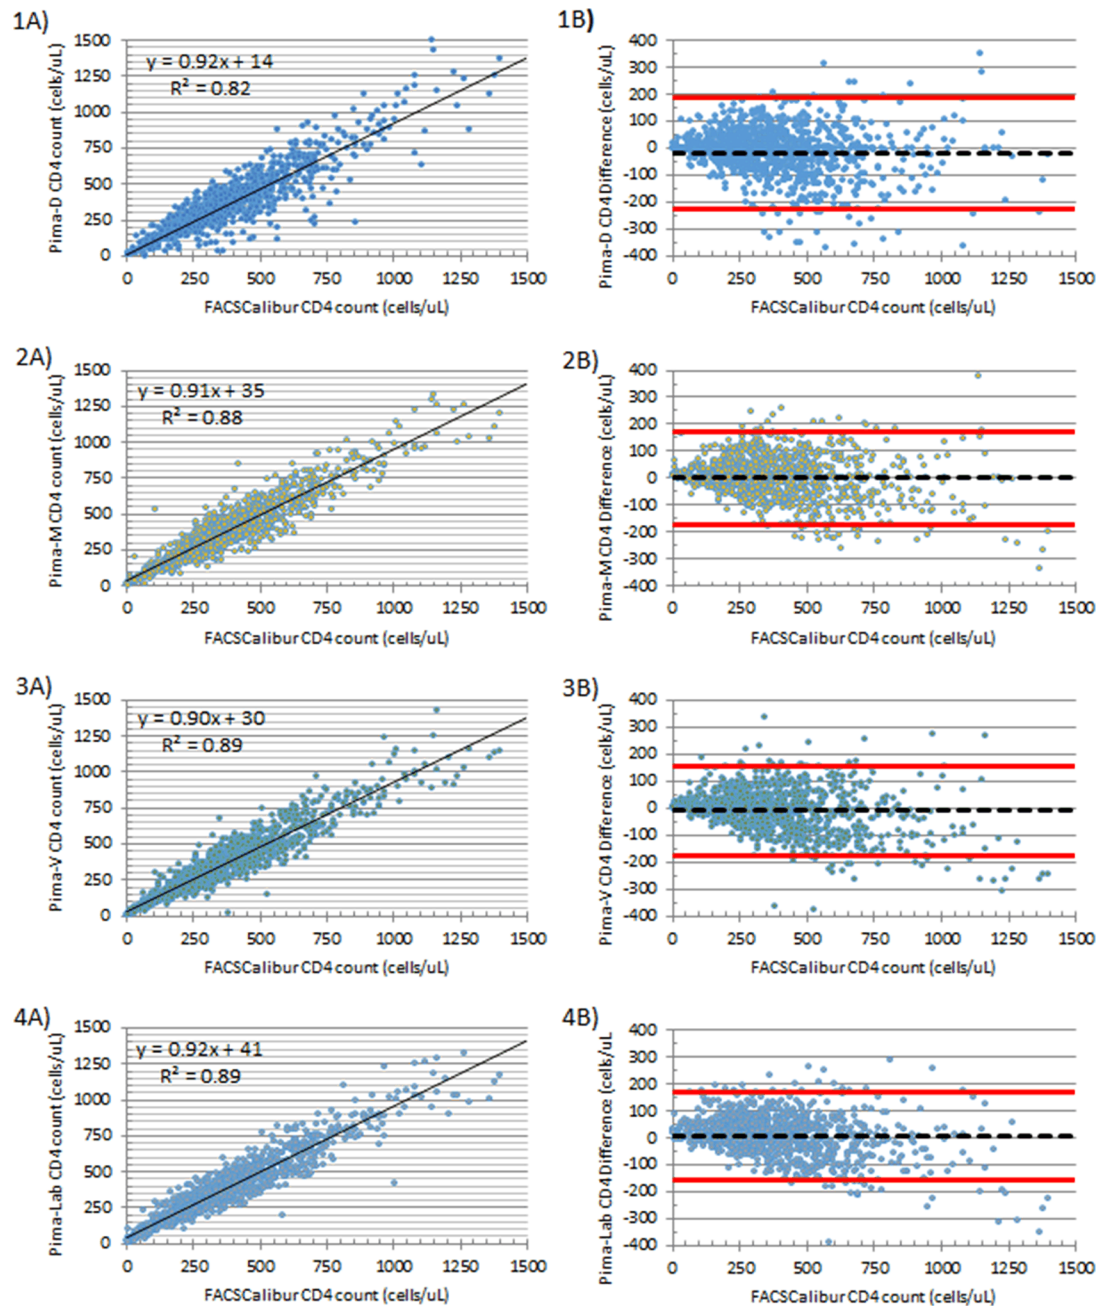 1A)
1500
1250
1000
750
500
250
0
Pima-D CD4 count (cells/uL)
y = 0.92x + 14
R² = 0.82
0 250 500 750 1000 1250 1500
FACSCalibur CD4 count (cells/uL)
1B)
400
300
200
100
0
-100
-200
-300
-400
Pima-D CD4 Difference (cells/uL)
0 250 500 750 1000 1250 1500
FACSCalibur CD4 count (cells/uL)
2A)
1500
1250
1000
750
500
250
0
Pima-M CD4 count (cells/uL)
y = 0.91x + 35
R² = 0.88
0 250 500 750 1000 1250 1500
FACSCalibur CD4 count (cells/uL)
2B)
400
300
200
100
0
-100
-200
-300
-400
Pima-M CD4 Difference (cells/uL)
0 250 500 750 1000 1250 1500
FACSCalibur CD4 count (cells/uL)
3A)
1500
1250
1000
750
500
250
0
Pima-V CD4 count (cells/uL)
y = 0.90x + 30
R² = 0.89
0 250 500 750 1000 1250 1500
FACSCalibur CD4 count (cells/uL)
3B)
400
300
200
100
0
-100
-200
-300
-400
Pima-V CD4 Difference (cells/uL)
0 250 500 750 1000 1250 1500
FACSCalibur CD4 count (cells/uL)
4A)
1500
1250
1000
750
500
250
0
Pima-Lab CD4 count (cells/uL)
y = 0.92x + 41
R² = 0.89
0 250 500 750 1000 1250 1500
FACSCalibur CD4 count (cells/uL)
4B)
400
300
200
100
0
-100
-200
-300
-400
Pima-Lab CD4 Difference (cells/uL
0 250 500 750 1000 1250 1500
FACSCalibur CD4 count (cells/uL)